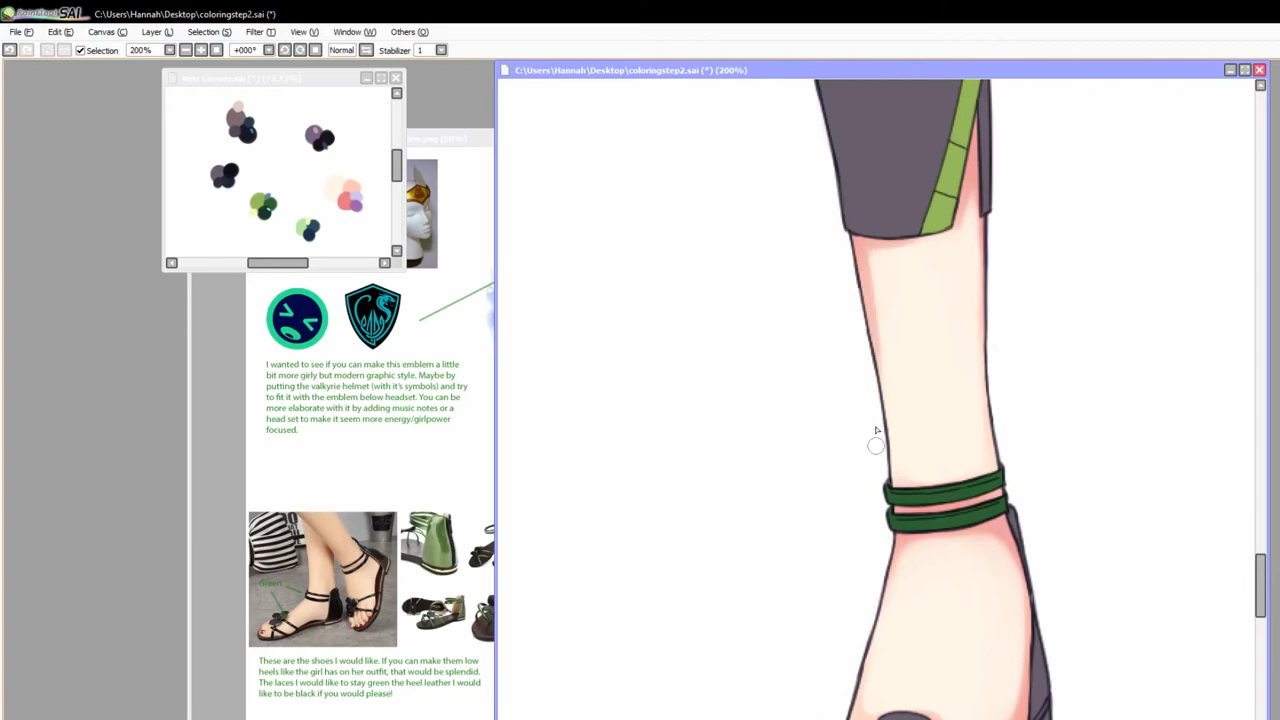 PaintTool SAI C:\Users\Hannah\Desktop\coloringstep2.sai (*)
File (F) Edit (E) Canvas (C) Layer (L) Selection (S) Filter (T) View (V) Window (W) Others (O)
Selection 200% +000° Normal Stabilizer 1
C:\Users\Hannah\Desktop\coloringstep2.sai (*) (200%)
I wanted to see if you can make this emblem a little
bit more girly but modern graphic style. Maybe by
putting the valkyrie helmet (with it's symbols) and try
to fit it with the emblem below headset. You can be
more elaborate with it by adding music notes or a
head set to make it seem more energy/girlpower
focused.
Green
These are the shoes I would like. If you can make them low
heels like the girl has on her outfit, that would be splendid.
The laces I would like to stay green the heel leather I would
like to be black if you would please!